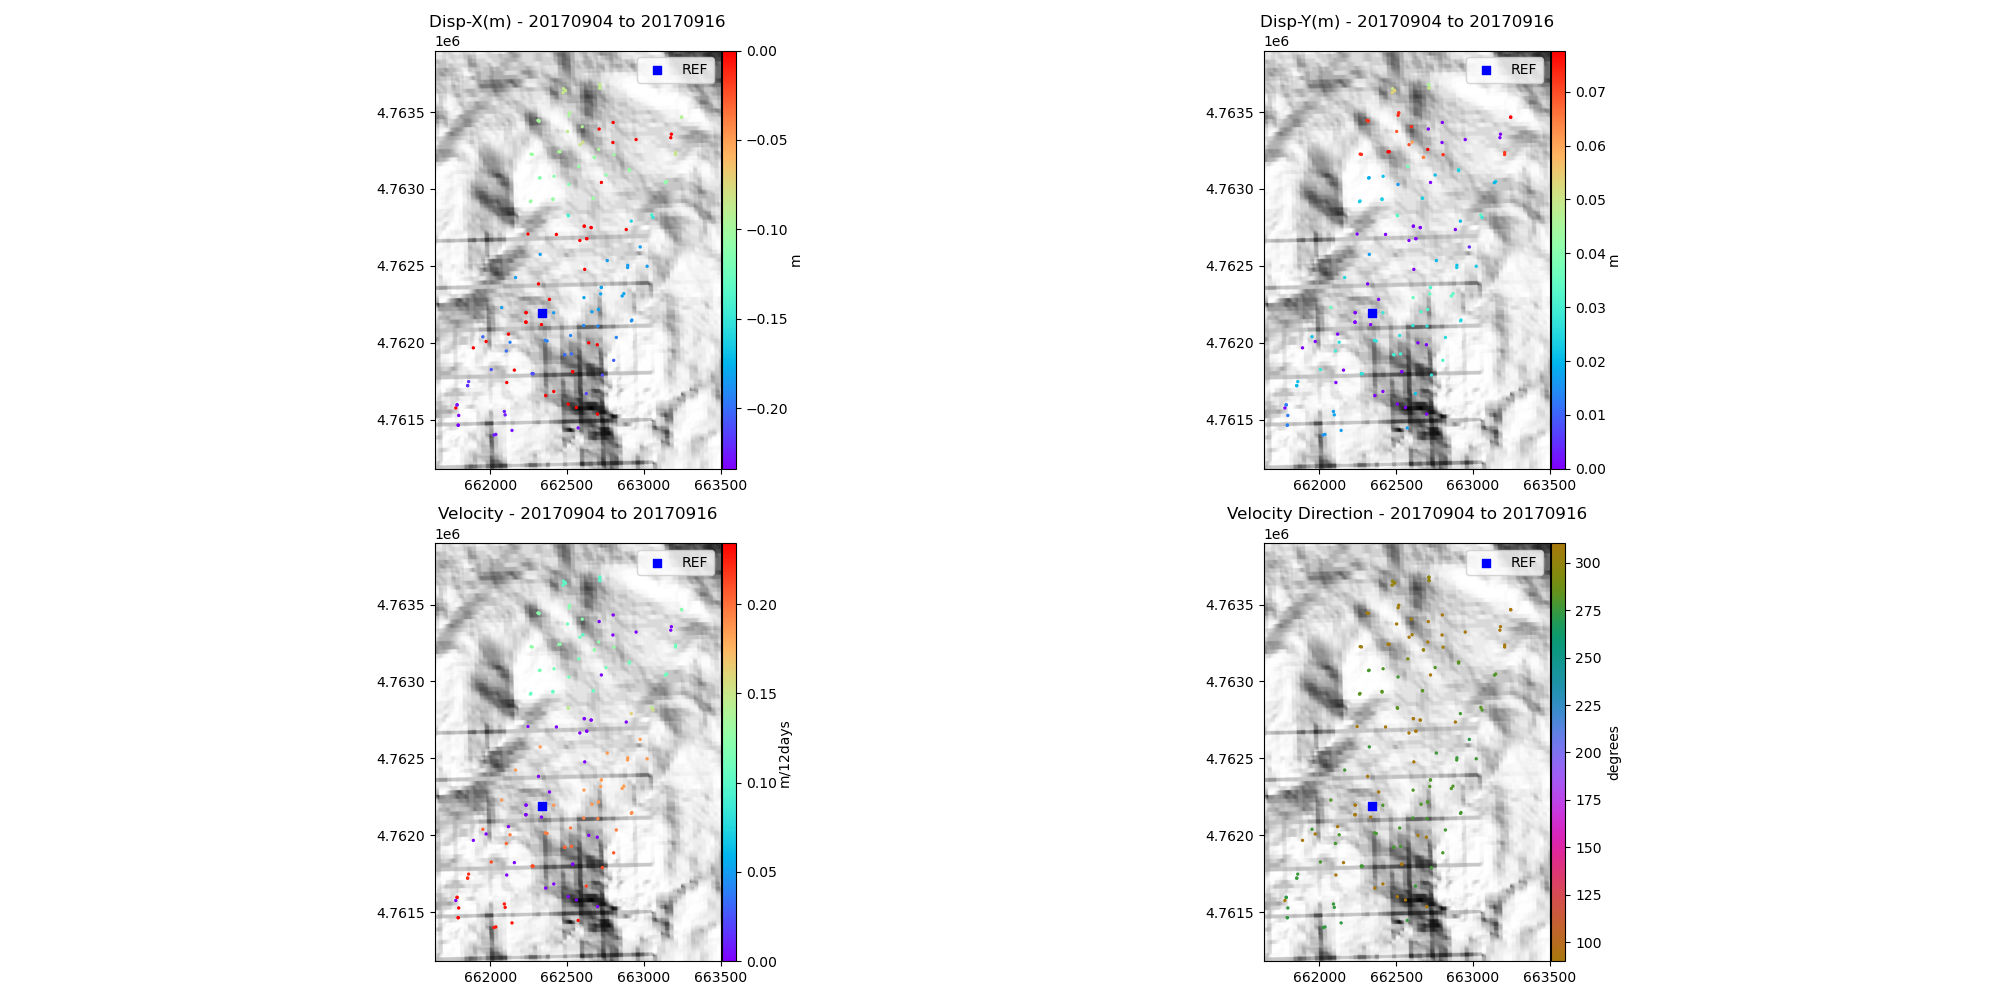 Disp-X(m) - 20170904 to 20170916
1e6
REF
4.7635
4.7630
4.7625
4.7620
4.7615
662000 662500 663000 663500
0.00
−0.05
−0.10
−0.15
−0.20
m
Disp-Y(m) - 20170904 to 20170916
1e6
REF
4.7635
4.7630
4.7625
4.7620
4.7615
662000 662500 663000 663500
0.07
0.06
0.05
0.04
0.03
0.02
0.01
0.00
m
Velocity - 20170904 to 20170916
1e6
REF
4.7635
4.7630
4.7625
4.7620
4.7615
662000 662500 663000 663500
0.20
0.15
0.10
0.05
0.00
m/12days
Velocity Direction - 20170904 to 20170916
1e6
REF
4.7635
4.7630
4.7625
4.7620
4.7615
662000 662500 663000 663500
300
275
250
225
200
175
150
125
100
degrees